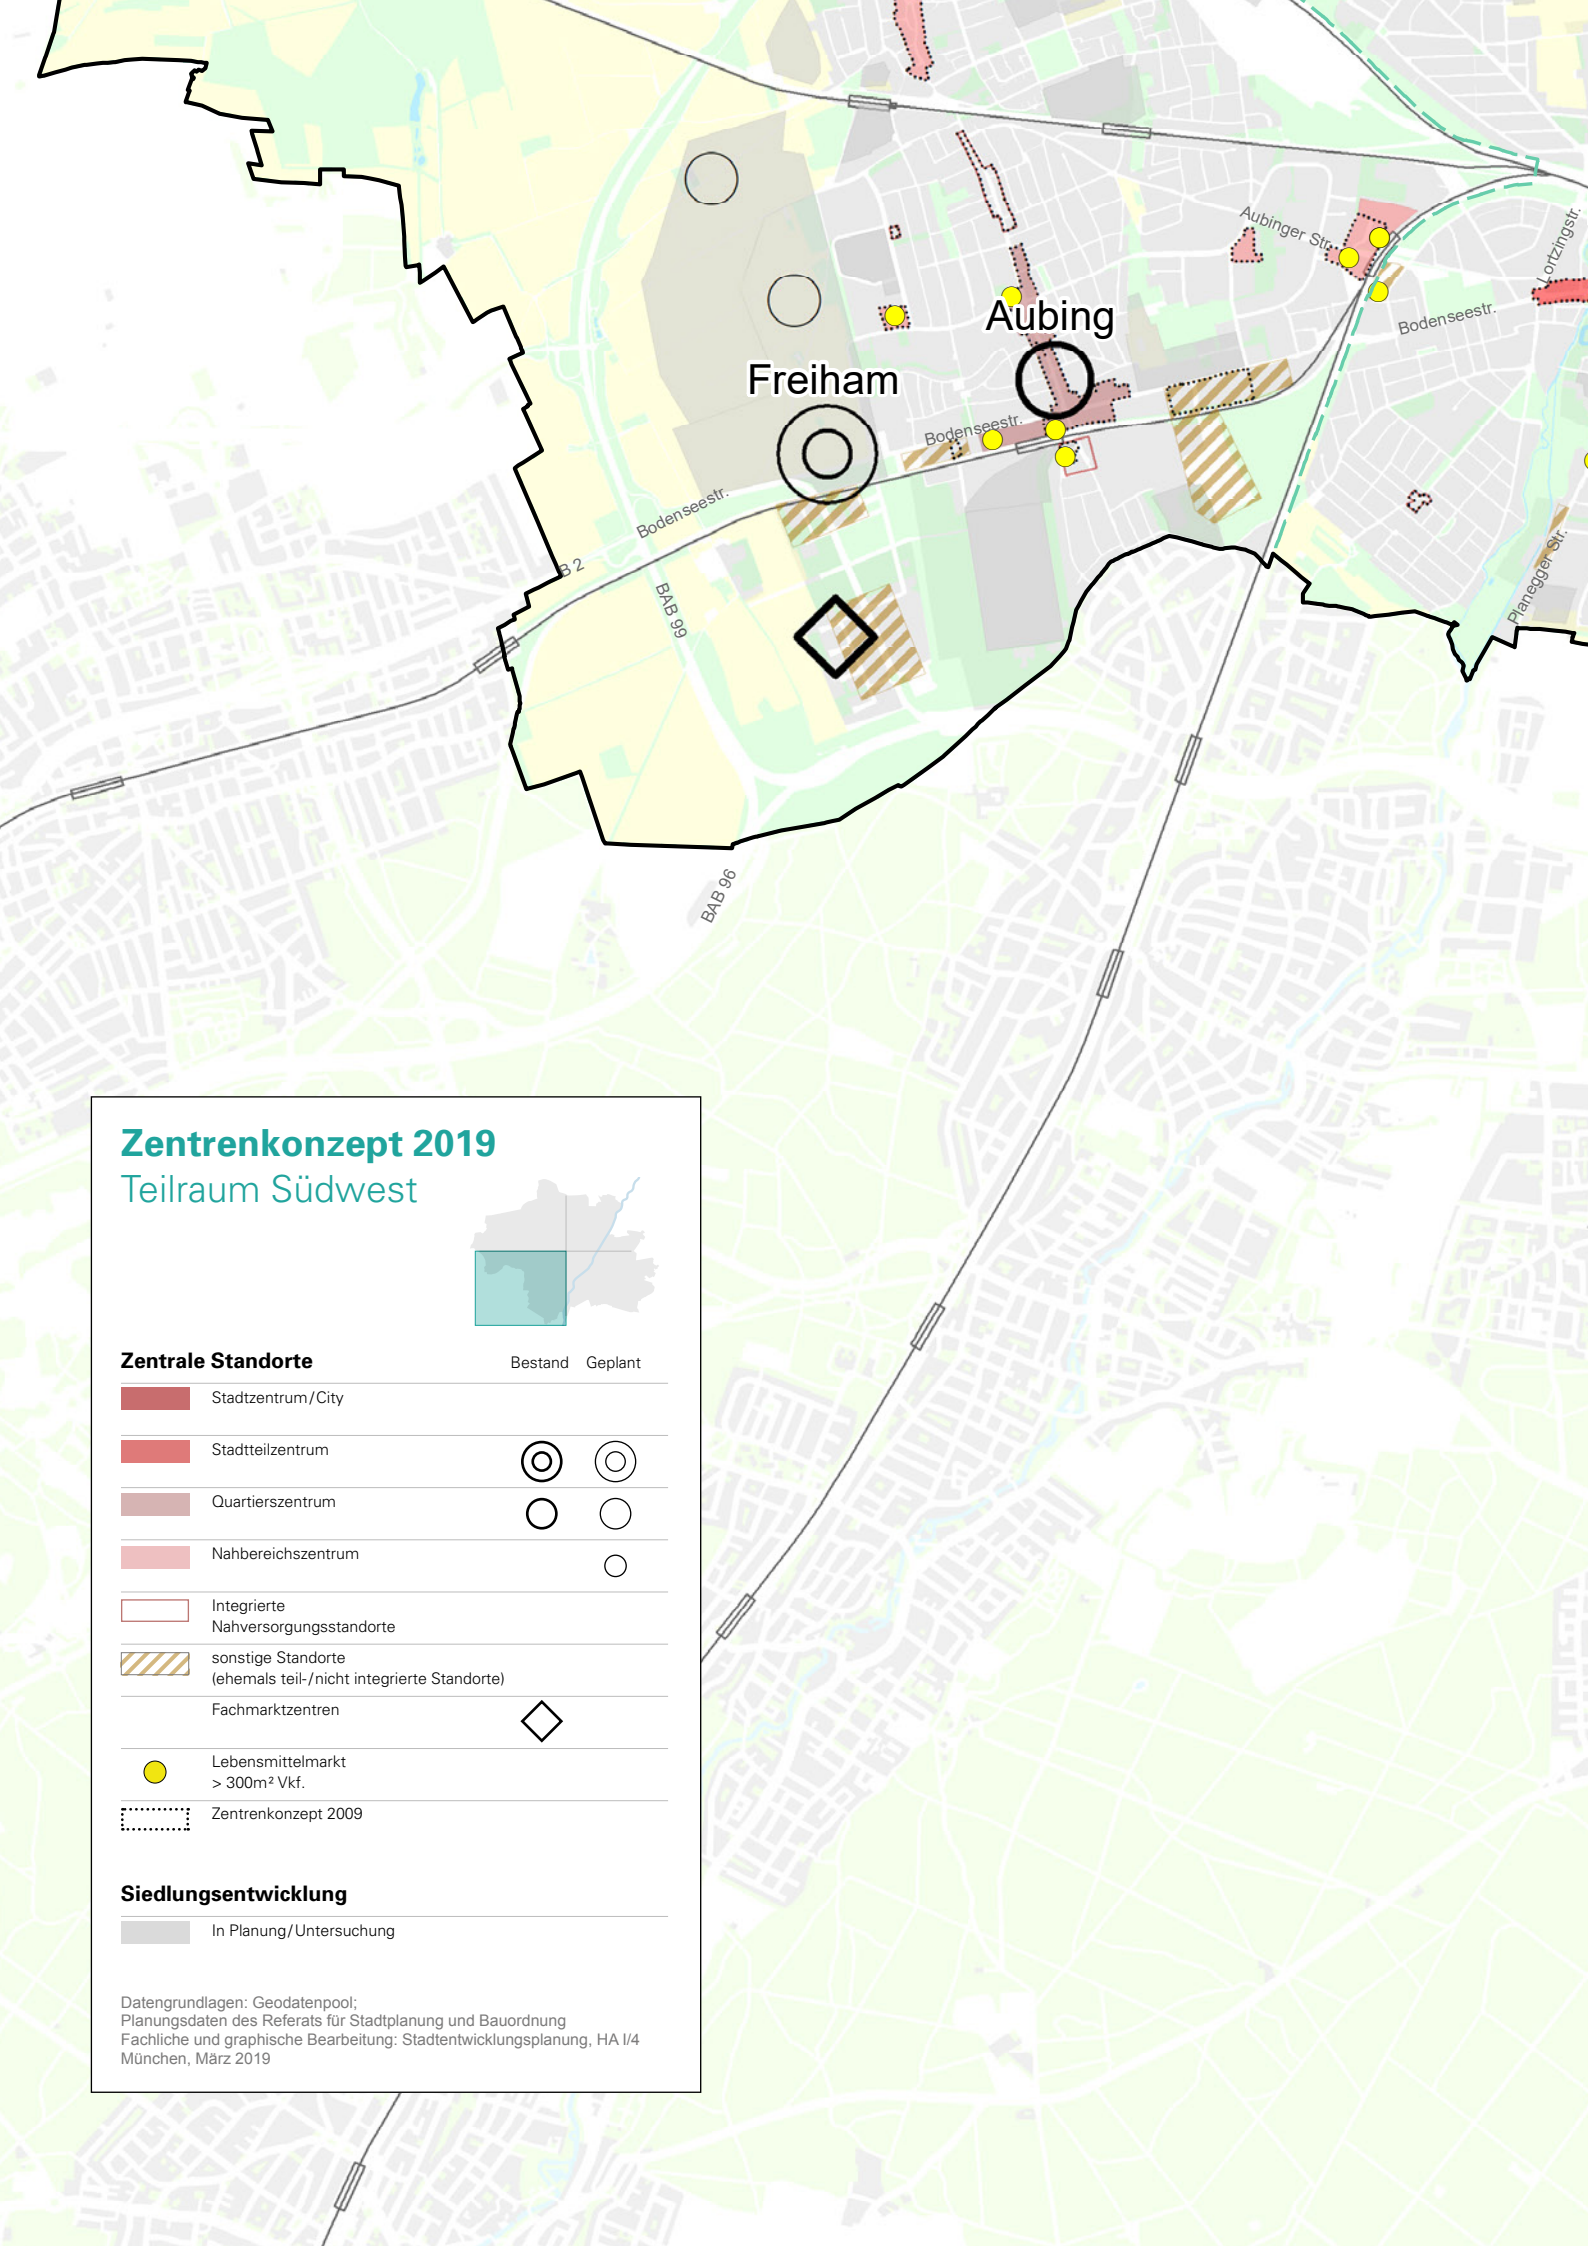 Aubinger Str.
Lortzingstr.
Aubing
Bodenseestr.
Freiham
Bodenseestr.
Bodenseestr.
B 2
BAB 99
Planegger Str.
BAB 96
Zentrenkonzept 2019
Teilraum Südwest
Zentrale Standorte Bestand Geplant
Stadtzentrum/City
Stadtteilzentrum
Quartierszentrum
Nahbereichszentrum
Integrierte
Nahversorgungsstandorte
sonstige Standorte
(ehemals teil-/nicht integrierte Standorte)
Fachmarktzentren
Lebensmittelmarkt
> 300m² Vkf.
Zentrenkonzept 2009
Siedlungsentwicklung
In Planung/Untersuchung
Datengrundlagen: Geodatenpool;
Planungsdaten des Referats für Stadtplanung und Bauordnung
Fachliche und graphische Bearbeitung: Stadtentwicklungsplanung, HA I/4
München, März 2019